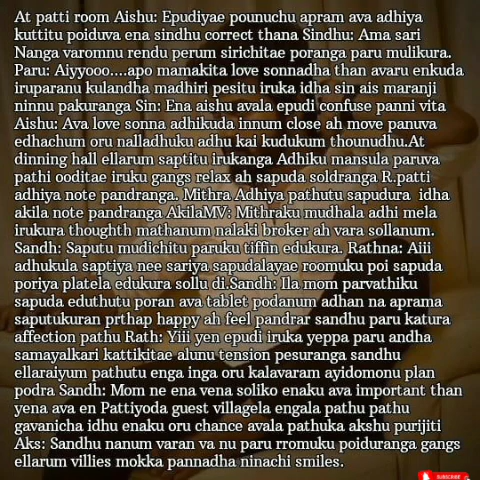 At patti room Aishu: Epudiyae pounuchu apram ava adhiya
kuttitu poiduva ena sindhu correct thana Sindhu: Ama sari
Nanga varomnu rendu perum sirichitae poranga paru mulikura.
Paru: Aiyyooo....apo mamakita love sonnadha than avaru enkuda
iruparanu kulandha madhiri pesitu iruka idha sin ais maranji
ninnu pakuranga Sin: Ena aishu avala epudi confuse panni vita
Aishu: Ava love sonna adhikuda innum close ah move panuva
edhachum oru nalladhuku adhu kai kudukum thounudhu.At
dinning hall ellarum saptitu irukanga Adhiku mansula paruva
pathi ooditae iruku gangs relax ah sapuda soldranga R.patti
adhiya note pandranga. Mithra Adhiya pathutu sapudura  idha
akila note pandranga AkilaMV: Mithraku mudhala adhi mela
irukura thoughth mathanum nalaki broker ah vara sollanum.
Sandh: Saputu mudichitu paruku tiffin edukura. Rathna: Aiii
adhukula saptiya nee sariya sapudalayae roomuku poi sapuda
poriya platela edukura sollu di.Sandh: Ila mom parvathiku
sapuda eduthutu poran ava tablet podanum adhan na aprama
saputukuran prthap happy ah feel pandrar sandhu paru katura
affection pathu Rath: Yiii yen epudi iruka yeppa paru andha
samayalkari kattikitae alunu tension pesuranga sandhu
ellaraiyum pathutu enga inga oru kalavaram ayidomonu plan
podra Sandh: Mom ne ena vena soliko enaku ava important than
yena ava en Pattiyoda guest villagela engala pathu pathu
gavanicha idhu enaku oru chance avala pathuka akshu purijiti
Aks: Sandhu nanum varan va nu paru rromuku poiduranga gangs
ellarum villies mokka pannadha ninachi smiles.
SUBSCRIBE